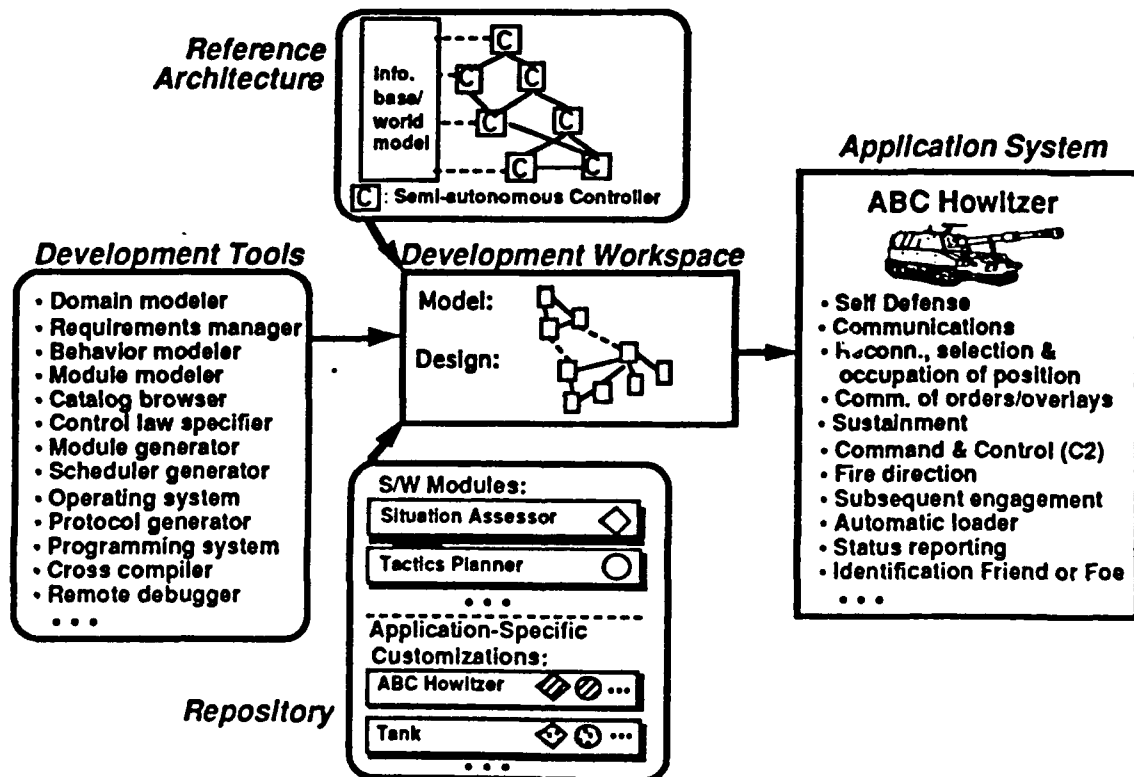 Reference
Architecture
Info.
base/
world
model
C
C
C
C
C
C
C
C : Semi-autonomous Controller
Development Tools
• Domain modeler
• Requirements manager
• Behavior modeler
• Module modeler
• Catalog browser
• Control law specifier
• Module generator
• Scheduler generator
• Operating system
• Protocol generator
• Programming system
• Cross compiler
• Remote debugger
• • •
Development Workspace
Model:
Design:
Repository
S/W Modules:
Situation Assessor
Tactics Planner
• • •
Application-Specific
Customizations:
ABC Howitzer ...
Tank ...
• • •
Application System
ABC Howitzer
• Self Defense
• Communications
• Reconn., selection &
occupation of position
• Comm. of orders/overlays
• Sustainment
• Command & Control (C2)
• Fire direction
• Subsequent engagement
• Automatic loader
• Status reporting
• Identification Friend or Foe
• • •